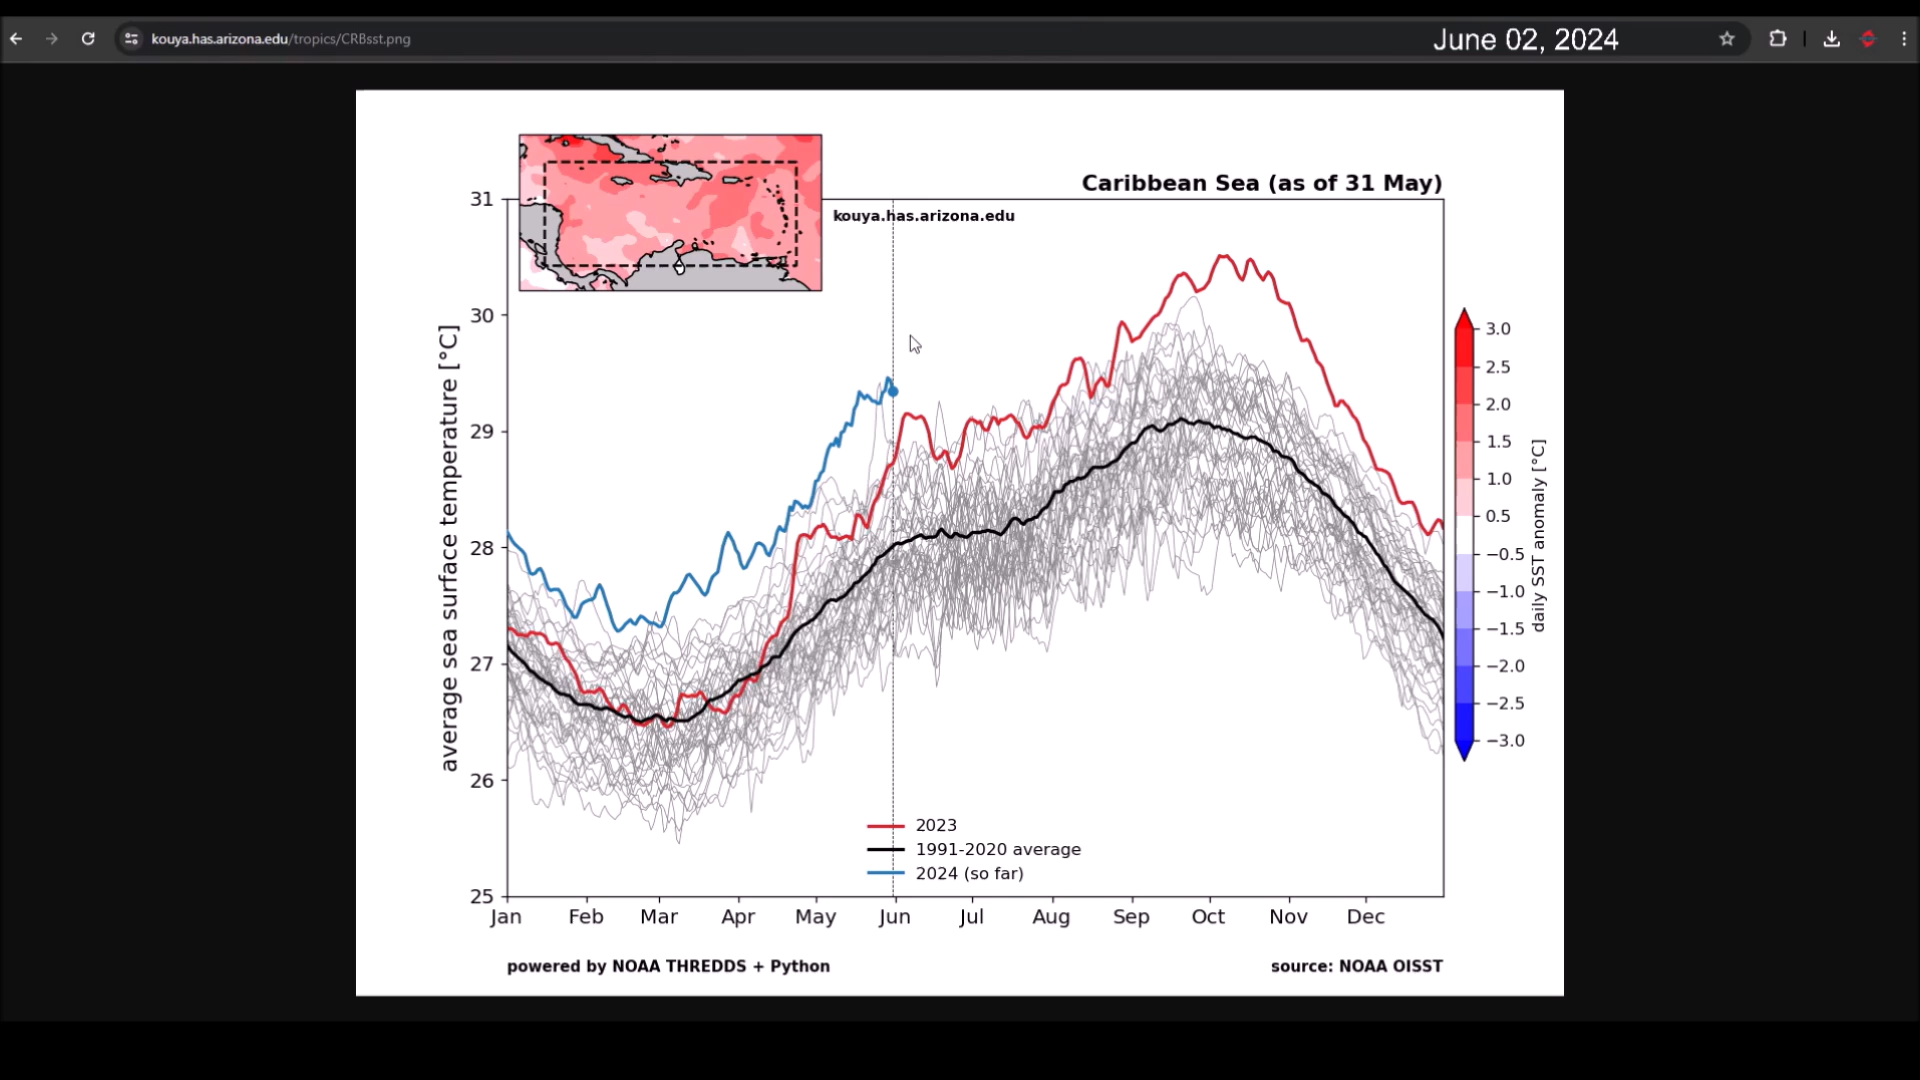 kouya.has.arizona.edu/tropics/CRBsst.png
June 02, 2024
Caribbean Sea (as of 31 May)
kouya.has.arizona.edu
average sea surface temperature [°C]
31
30
29
28
27
26
25
Jan Feb Mar Apr May Jun Jul Aug Sep Oct Nov Dec
2023
1991-2020 average
2024 (so far)
3.0
2.5
2.0
1.5
1.0
0.5
−0.5
−1.0
−1.5
−2.0
−2.5
−3.0
daily SST anomaly [°C]
powered by NOAA THREDDS + Python
source: NOAA OISST